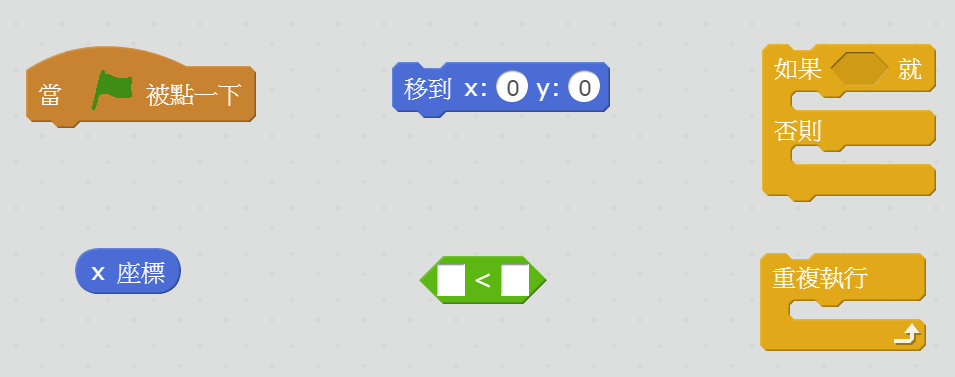 當 被點一下
移到 x: 0 y: 0
如果 就
否則
x 座標
<
重複執行